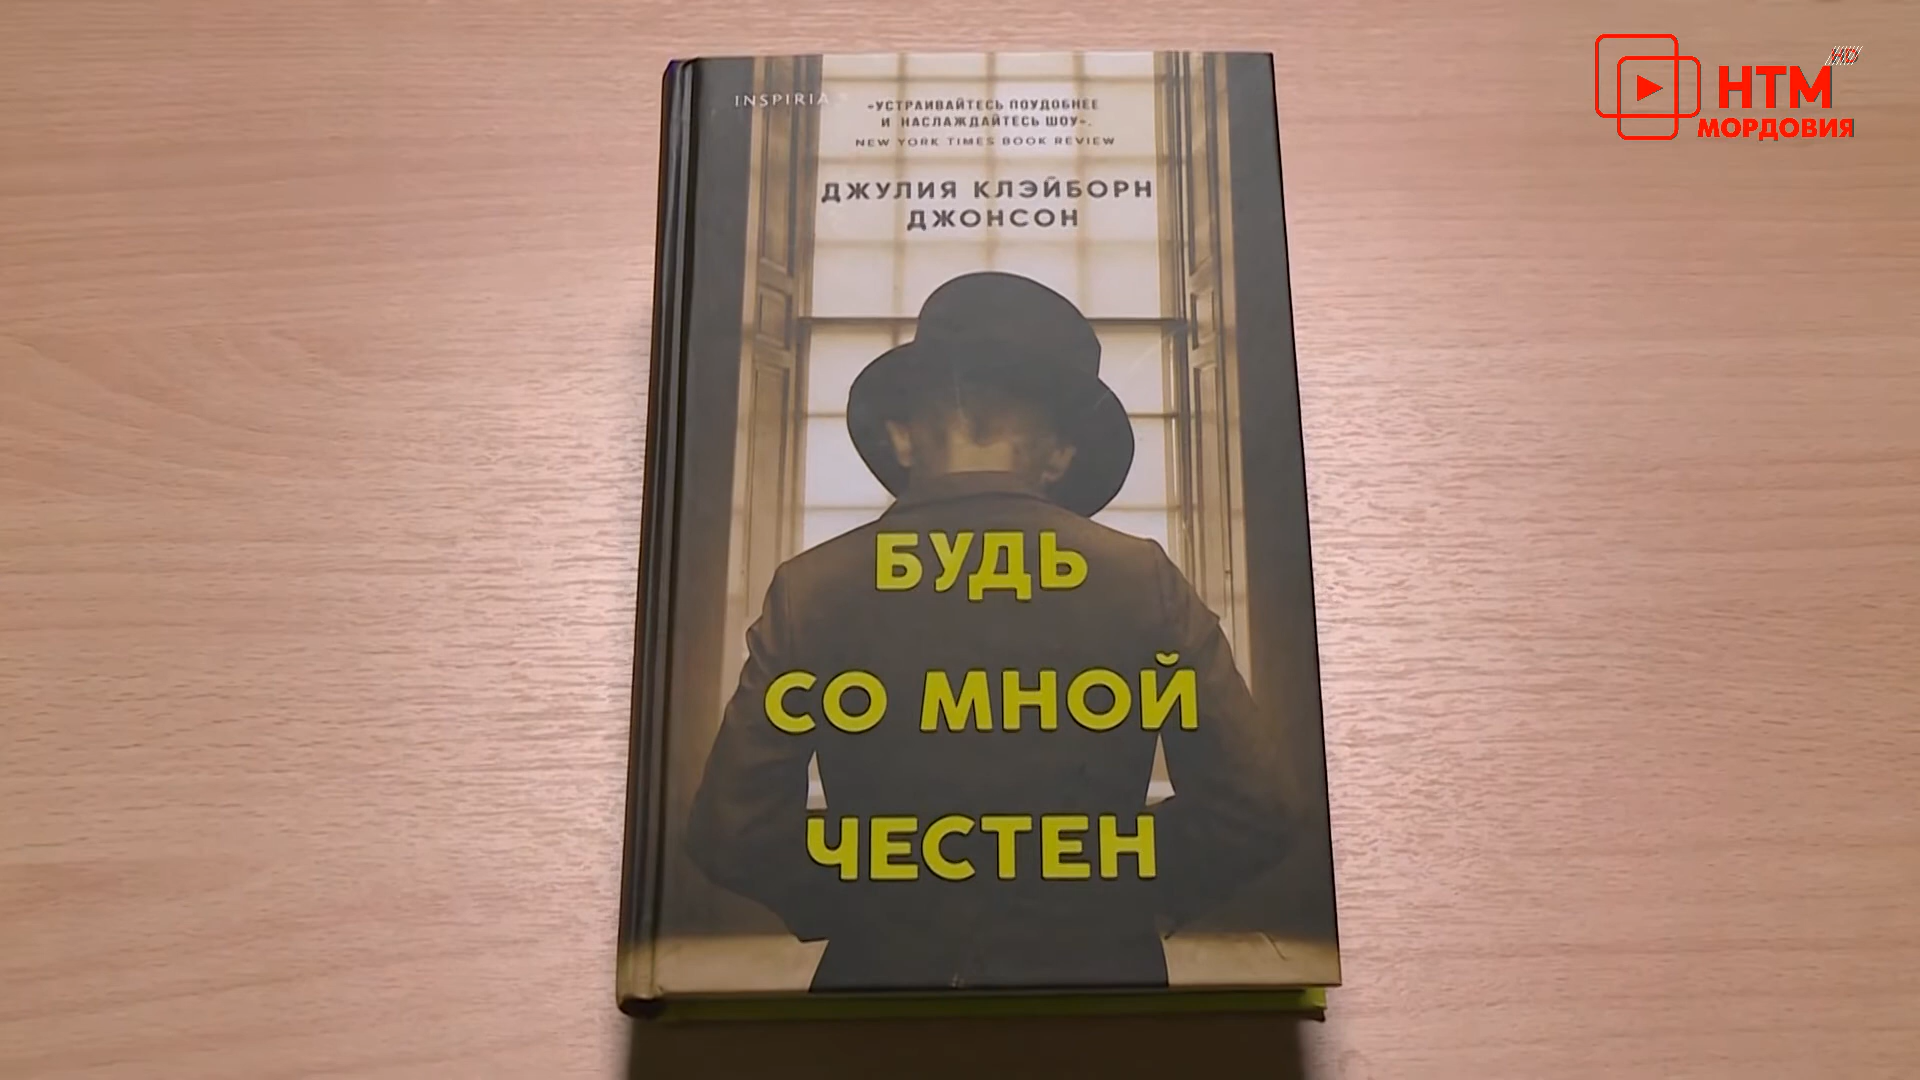 INSPIRIA
«УСТРАИВАЙТЕСЬ ПОУДОБНЕЕ
И НАСЛАЖДАЙТЕСЬ ШОУ».
NEW YORK TIMES BOOK REVIEW
ДЖУЛИЯ КЛЭЙБОРН
ДЖОНСОН
БУДЬ
СО МНОЙ
ЧЕСТЕН
НТМ HD
МОРДОВИЯ